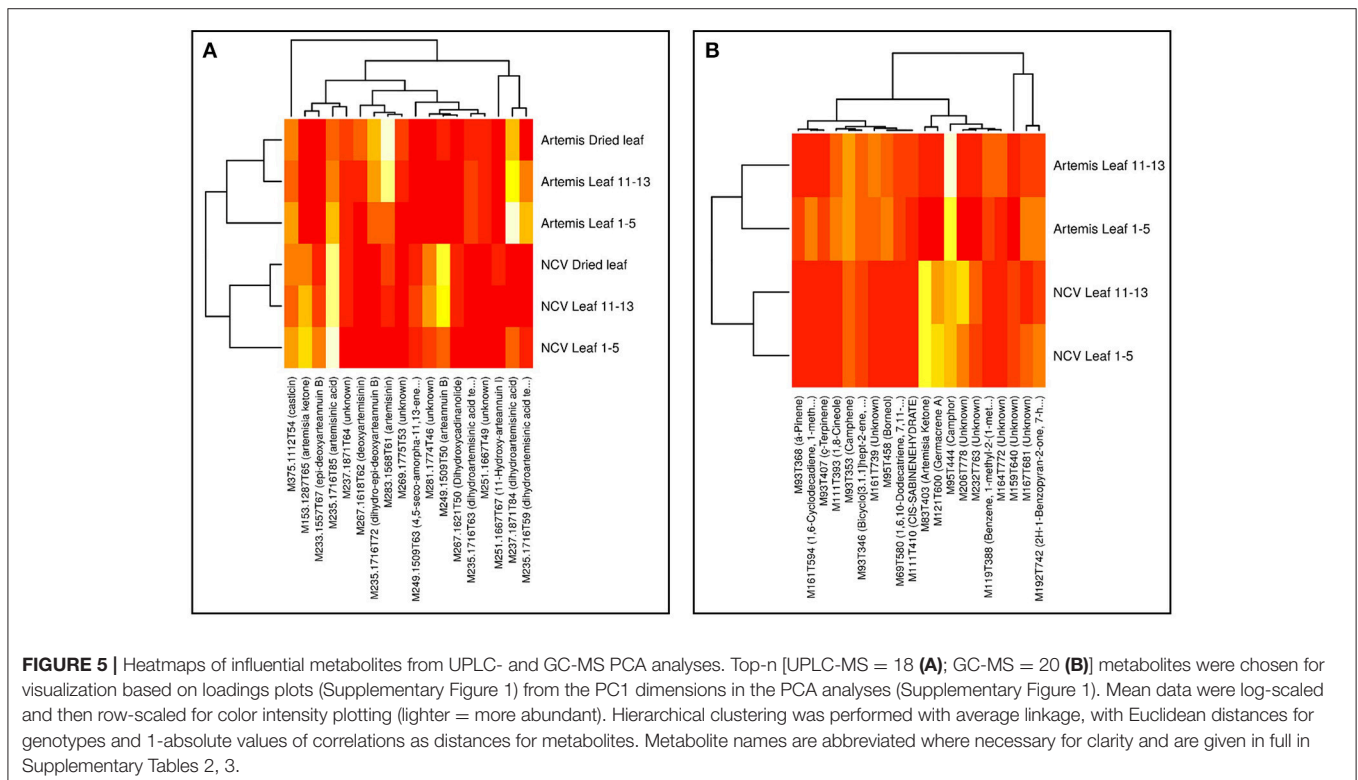 A
Artemis Dried leaf
Artemis Leaf 11-13
Artemis Leaf 1-5
NCV Dried leaf
NCV Leaf 11-13
NCV Leaf 1-5
M375.1112T54 (casticin)
M153.1287T65 (artemisia ketone)
M233.1557T67 (epi-deoxyarteannuin B)
M235.1716T85 (artemisinic acid)
M237.1871T64 (unknown)
M267.1618T62 (deoxyartemisinin)
M235.1716T72 (dihydro-epi-deoxyarteannuin B)
M283.1568T61 (artemisinin)
M269.1775T53 (unknown)
M249.1509T63 (4,5-seco-amorpha-11,13-ene...)
M281.1774T46 (unknown)
M249.1509T50 (arteannuin B)
M267.1621T50 (Dihydroxycadinanolide)
M235.1716T63 (dihydroartemisinic acid te...)
M251.1667T49 (unknown)
M251.1667T67 (11-Hydroxy-arteannuin I)
M237.1871T84 (dihydroartemisinic acid)
M235.1716T59 (dihydroartemisinic acid te...)
B
Artemis Leaf 11-13
Artemis Leaf 1-5
NCV Leaf 11-13
NCV Leaf 1-5
M93T368 (á-Pinene)
M161T594 (1,6-Cyclodecadiene, 1-meth...)
M93T407 (ç-Terpinene)
M111T393 (1,8-Cineole)
M93T353 (Camphene)
M93T346 (Bicyclo[3.1.1]hept-2-ene, ...)
M161T739 (Unknown)
M95T458 (Borneol)
M69T580 (1,6,10-Dodecatriene, 7,11-...)
M111T410 (CIS-SABINENEHYDRATE)
M83T403 (Artemisia Ketone)
M121T600 (Germacrene A)
M95T444 (Camphor)
M206T778 (Unknown)
M232T763 (Unknown)
M119T388 (Benzene, 1-methyl-2-(1-met...)
M164T772 (Unknown)
M159T640 (Unknown)
M167T681 (Unknown)
M192T742 (2H-1-Benzopyran-2-one, 7-h...)
FIGURE 5 | Heatmaps of influential metabolites from UPLC- and GC-MS PCA analyses. Top-n [UPLC-MS = 18 (A); GC-MS = 20 (B)] metabolites were chosen for
visualization based on loadings plots (Supplementary Figure 1) from the PC1 dimensions in the PCA analyses (Supplementary Figure 1). Mean data were log-scaled
and then row-scaled for color intensity plotting (lighter = more abundant). Hierarchical clustering was performed with average linkage, with Euclidean distances for
genotypes and 1-absolute values of correlations as distances for metabolites. Metabolite names are abbreviated where necessary for clarity and are given in full in
Supplementary Tables 2, 3.